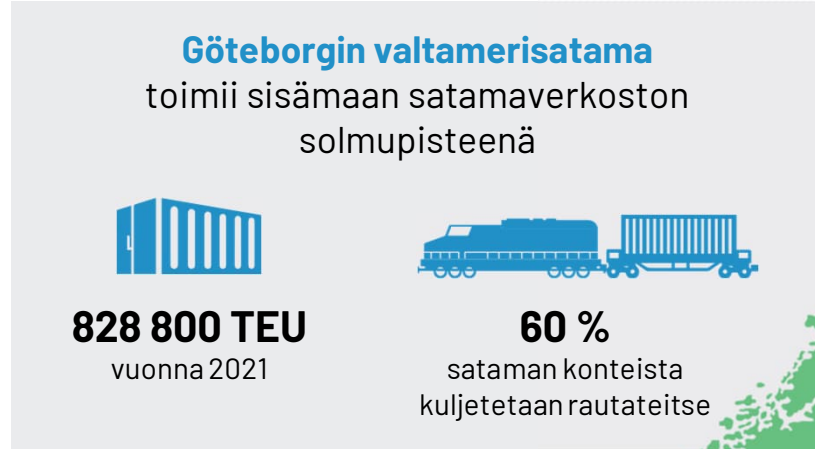 Göteborgin valtamerisatama
toimii sisämaan satamaverkoston
solmupisteenä
828 800 TEU
vuonna 2021
60 %
sataman konteista
kuljetetaan rautateitse